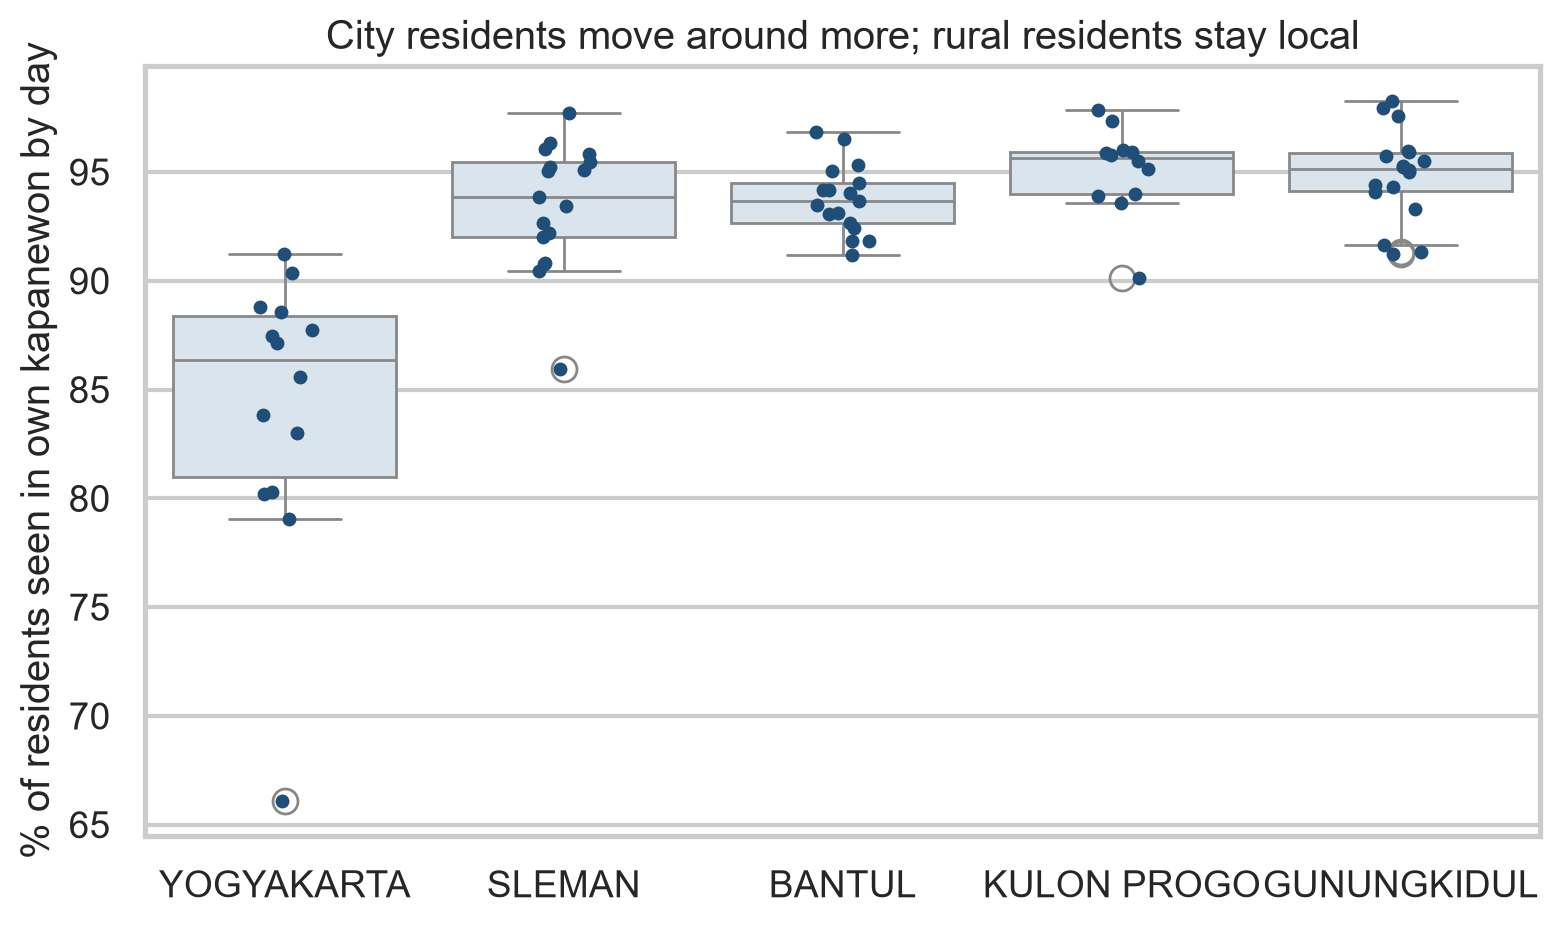 City residents move around more; rural residents stay local
% of residents seen in own kapanewon by day
95
90
85
80
75
70
65
YOGYAKARTA SLEMAN BANTUL KULON PROGO GUNUNGKIDUL